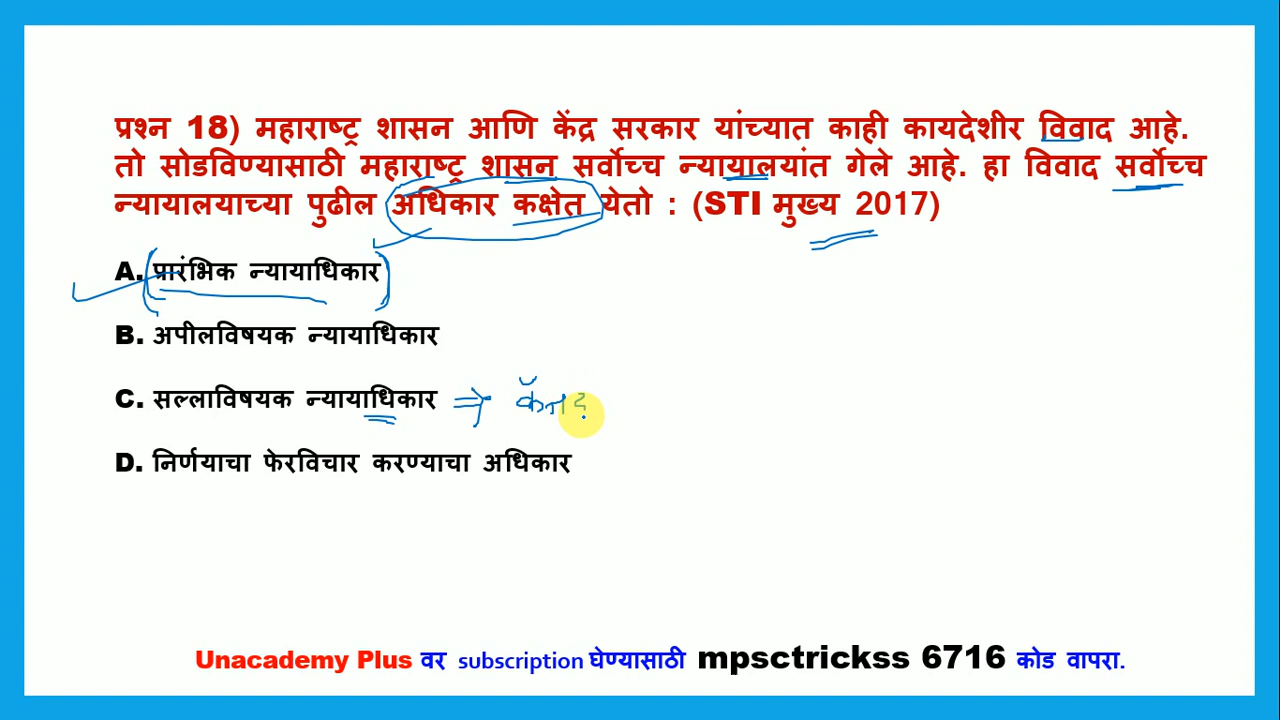 प्रश्न 18) महाराष्ट्र शासन आणि केंद्र सरकार यांच्यात काही कायदेशीर विवाद आहे.
तो सोडविण्यासाठी महाराष्ट्र शासन सर्वोच्च न्यायालयांत गेले आहे. हा विवाद सर्वोच्च
न्यायालयाच्या पुढील अधिकार कक्षेत येतो : (STI मुख्य 2017)
A. प्रारंभिक न्यायाधिकार
B. अपीलविषयक न्यायाधिकार
C. सल्लाविषयक न्यायाधिकार ⇒
D. निर्णयाचा फेरविचार करण्याचा अधिकार
Unacademy Plus वर subscription घेण्यासाठी mpsctrickss 6716 कोड वापरा.